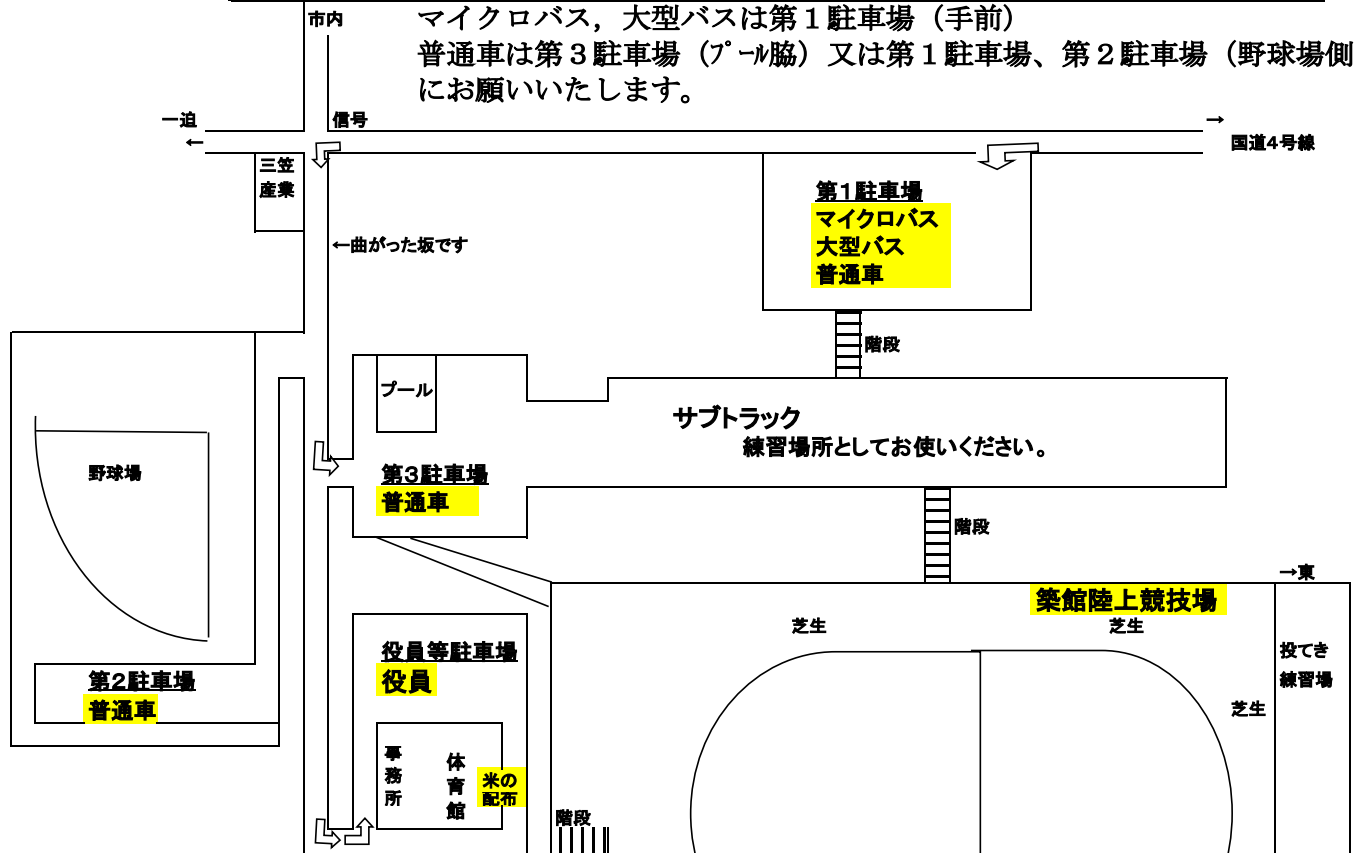 マイクロバス，大型バスは第１駐車場（手前）
普通車は第３駐車場（ﾌﾟｰﾙ脇）又は第１駐車場、第２駐車場（野球場側
にお願いいたします。
市内
一迫
←
信号
→
国道4号線
三笠
産業
第1駐車場
マイクロバス
大型バス
普通車
←曲がった坂です
階段
プール
サブトラック
練習場所としてお使いください。
野球場
第3駐車場
普通車
階段
→東
築館陸上競技場
芝生
芝生
役員等駐車場
役員
投てき
練習場
第2駐車場
普通車
芝生
事務所
体育館
米の
配布
階段